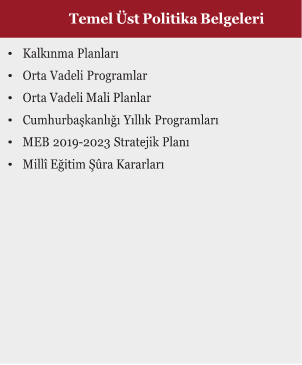 Temel Üst Politika Belgeleri
• Kalkınma Planları
• Orta Vadeli Programlar
• Orta Vadeli Mali Planlar
• Cumhurbaşkanlığı Yıllık Programları
• MEB 2019-2023 Stratejik Planı
• Millî Eğitim Şûra Kararları